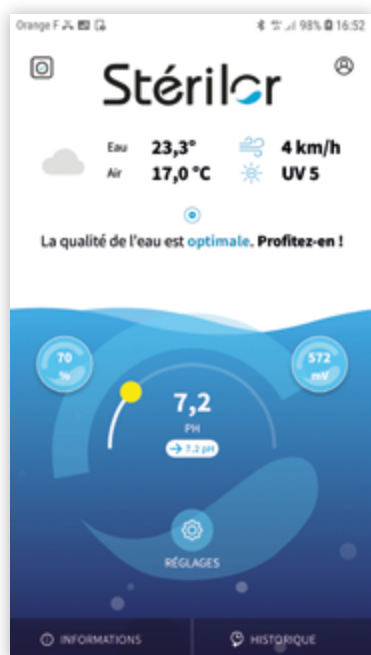 Orange F 98% 16:52
Stérilor
Eau 23,3° 4 km/h
Air 17,0 °C UV 5
La qualité de l'eau est optimale. Profitez-en !
70 % 572 mV
7,2
PH
→ 7.2 pH
RÉGLAGES
INFORMATIONS HISTORIQUE